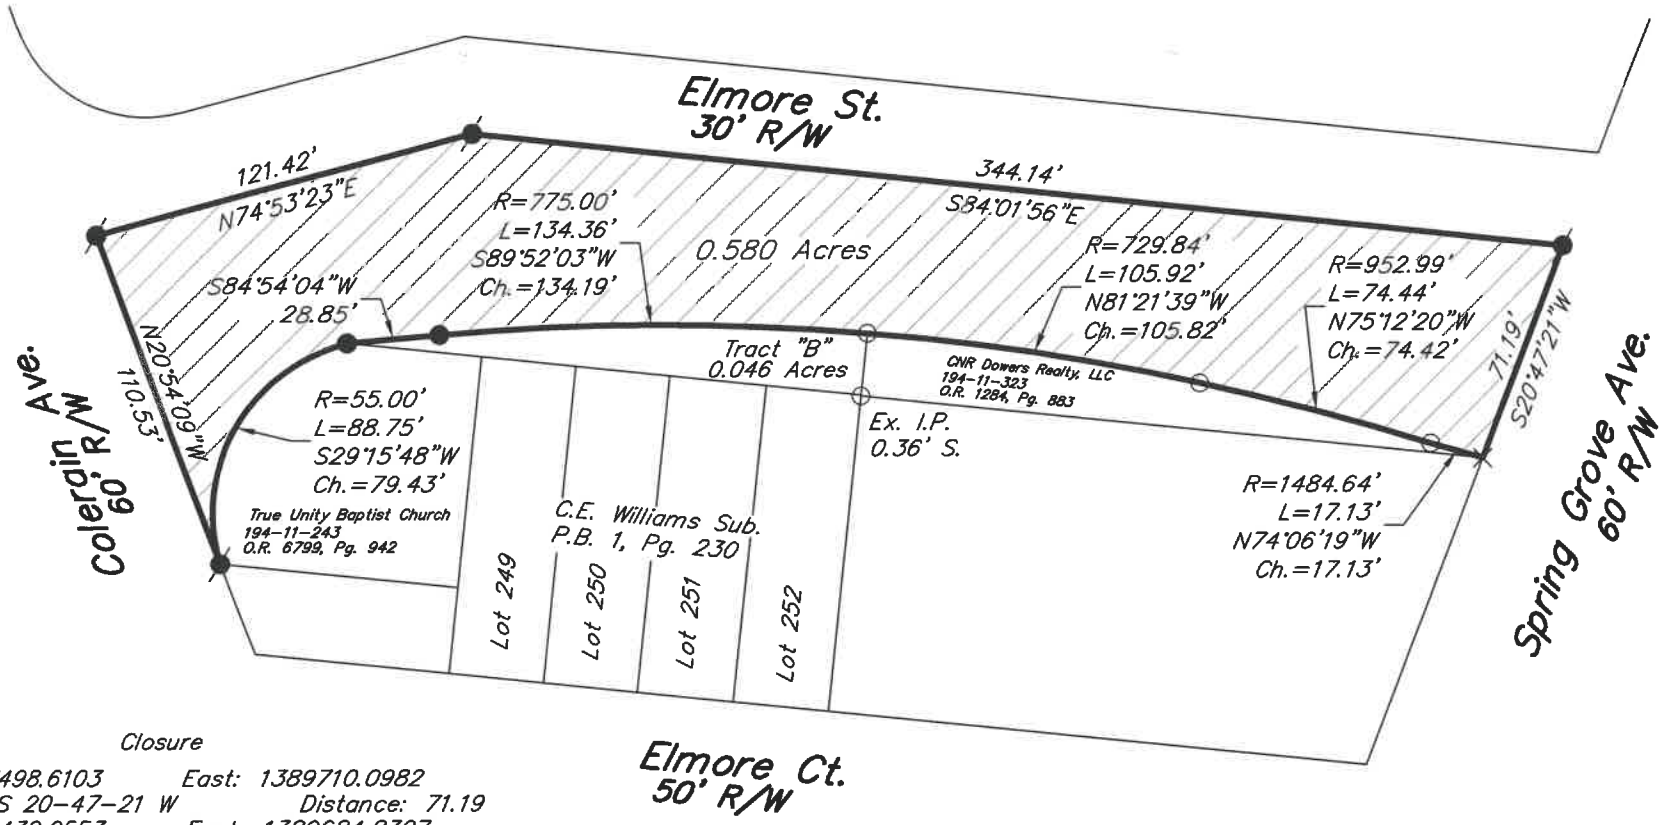 Elmore St.
30' R/W
121.42'
N74°53'23"E
344.14'
S84°01'56"E
R=775.00'
L=134.36'
S89°52'03"W
Ch.=134.19'
0.580 Acres
R=729.84'
L=105.92'
N81°21'39"W
Ch.=105.82'
R=952.99'
L=74.44'
N75°12'20"W
Ch.=74.42'
S84°54'04"W
28.85'
71.19'
S20°47'21"W
N20°54'09"W
110.53'
Colerain Ave.
60' R/W
Tract "B"
0.046 Acres
CNR Dowers Realty, LLC
194-11-323
O.R. 1284, Pg. 883
Spring Grove Ave.
60' R/W
R=55.00'
L=88.75'
S29°15'48"W
Ch.=79.43'
Ex. I.P.
0.36' S.
True Unity Baptist Church
194-11-243
O.R. 6799, Pg. 942
C.E. Williams Sub.
P.B. 1, Pg. 230
R=1484.64'
L=17.13'
N74°06'19"W
Ch.=17.13'
Lot 249
Lot 250
Lot 251
Lot 252
Elmore Ct.
50' R/W
Closure
498.6103 East: 1389710.0982
S 20-47-21 W Distance: 71.19